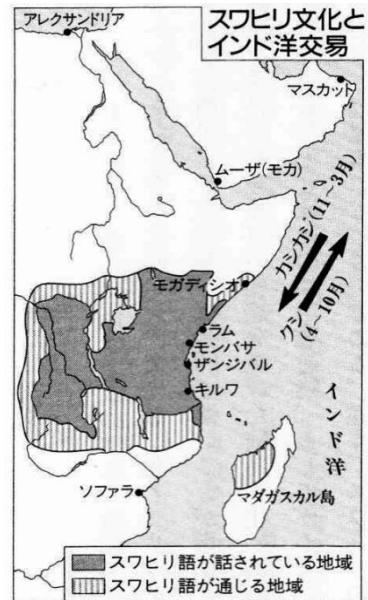 スワヒリ文化と
インド洋交易
アレクサンドリア
マスカット
ムーザ(モカ)
カシカジ(11〜3月)
クシ(4〜10月)
モガディシオ
ラム
モンバサ
ザンジバル
キルワ
インド洋
ソファラ
マダガスカル島
スワヒリ語が話されている地域
スワヒリ語が通じる地域